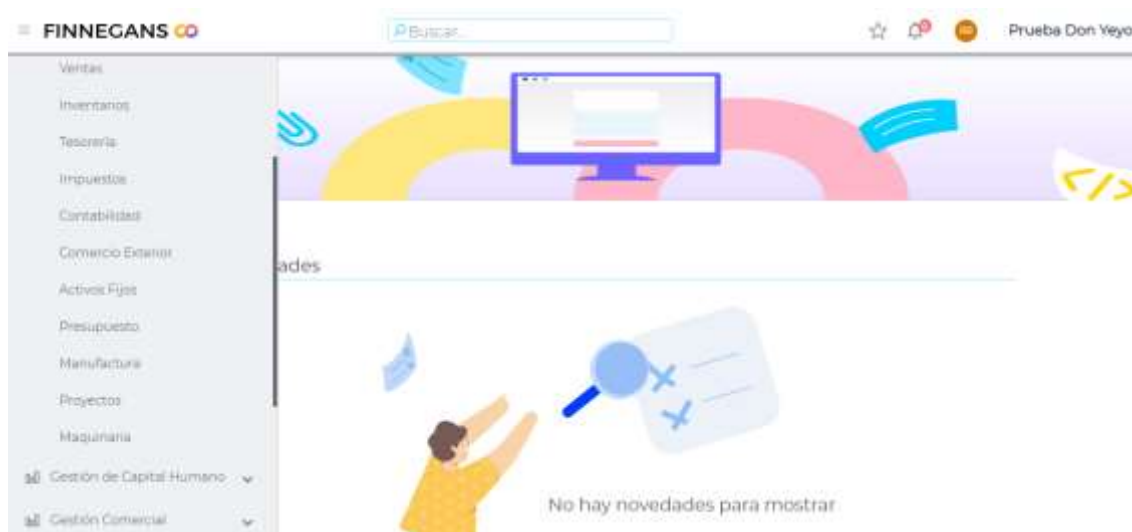 FINNEGANS
Buscar...
Prueba Don Yeyo
Ventas
Inventarios
Tesorería
Impuestos
Contabilidad
Comercio Exterior
Activos Fijos
Presupuesto
Manufactura
Proyectos
Maquinaria
Gestión de Capital Humano
Gestión Comercial
ades
</>
No hay novedades para mostrar